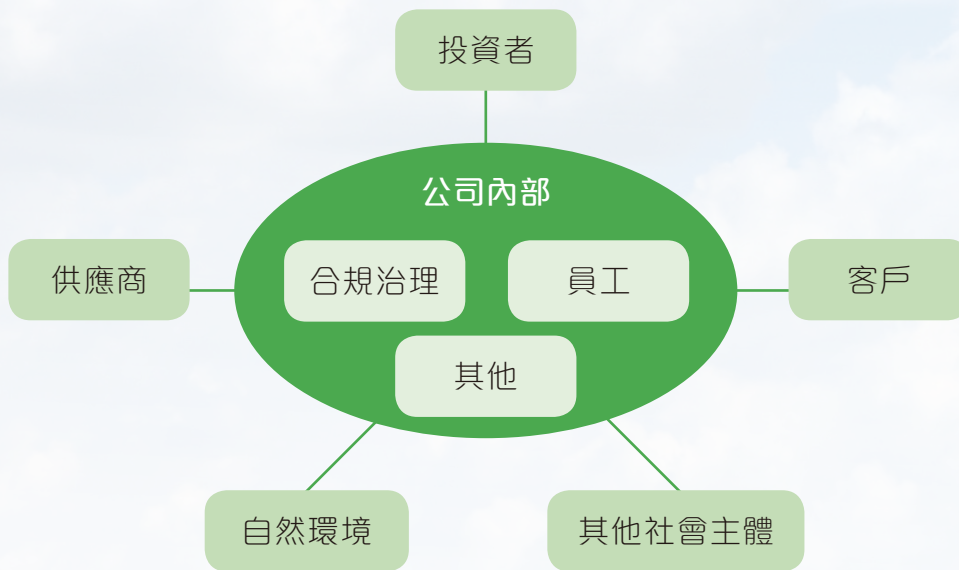 投資者
公司內部
供應商
合規治理
員工
客戶
其他
自然環境
其他社會主體